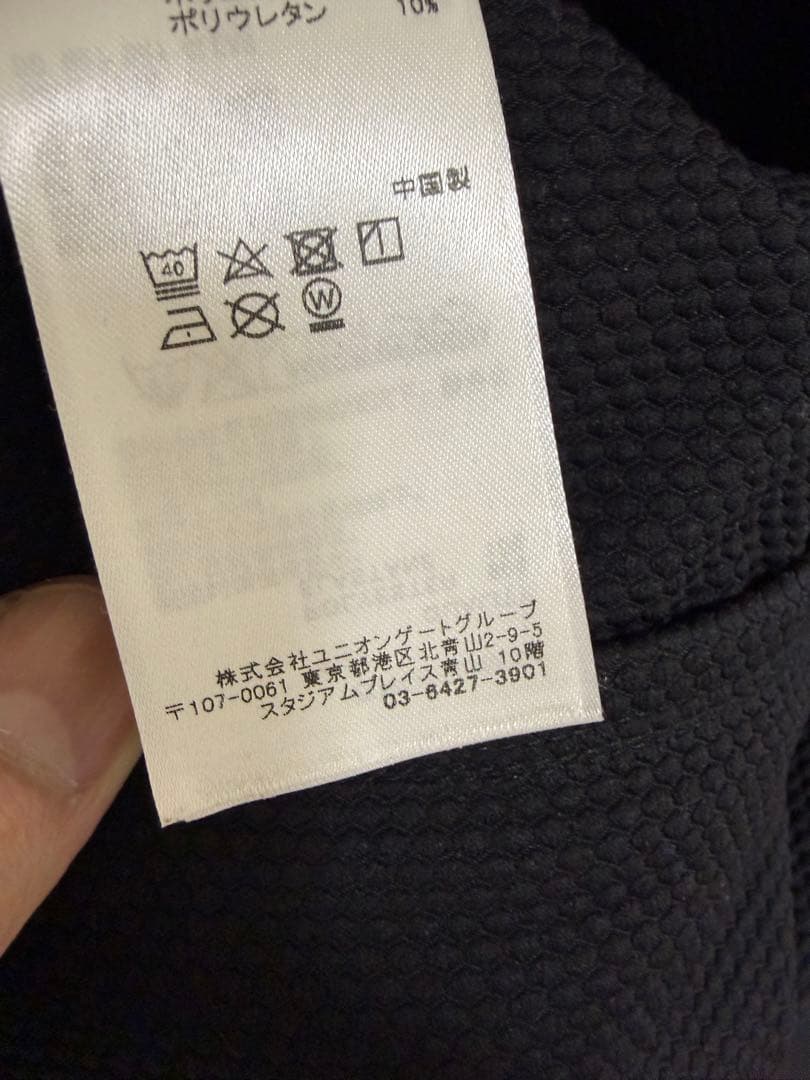 ポリウレタン 10%
中国製
40
W
株式会社ユニオンゲートグループ
〒107-0061 東京都港区北青山2-9-5
スタジアムプレイス青山 10階
03-6427-3901